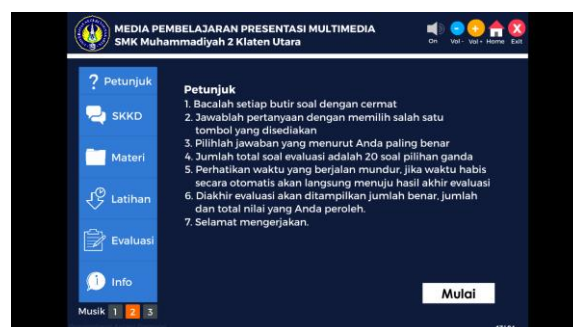 MEDIA PEMBELAJARAN PRESENTASI MULTIMEDIA
SMK Muhammadiyah 2 Klaten Utara
On Vol - Vol + Home Exit
? Petunjuk
SKKD
Materi
Latihan
Evaluasi
Info
Musik 1 2 3
Petunjuk
1. Bacalah setiap butir soal dengan cermat
2. Jawablah pertanyaan dengan memilih salah satu
tombol yang disediakan
3. Pilihlah jawaban yang menurut Anda paling benar
4. Jumlah total soal evaluasi adalah 20 soal pilihan ganda
5. Perhatikan waktu yang berjalan mundur, jika waktu habis
secara otomatis akan langsung menuju hasil akhir evaluasi
6. Diakhir evaluasi akan ditampilkan jumlah benar, jumlah
dan total nilai yang Anda peroleh.
7. Selamat mengerjakan.
Mulai